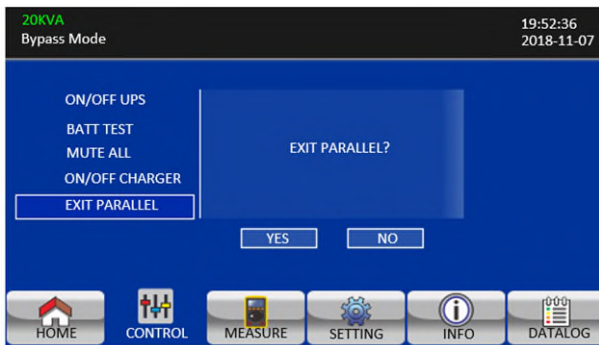 20KVA
Bypass Mode
19:52:36
2018-11-07
ON/OFF UPS
BATT TEST
MUTE ALL
ON/OFF CHARGER
EXIT PARALLEL
EXIT PARALLEL?
YES NO
HOME CONTROL MEASURE SETTING INFO DATALOG